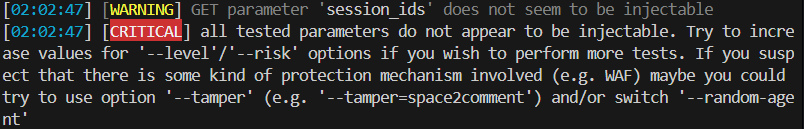 [02:02:47] [WARNING] GET parameter 'session_ids' does not seem to be injectable
[02:02:47] [CRITICAL] all tested parameters do not appear to be injectable. Try to incre
ase values for '--level'/'--risk' options if you wish to perform more tests. If you susp
ect that there is some kind of protection mechanism involved (e.g. WAF) maybe you could
try to use option '--tamper' (e.g. '--tamper=space2comment') and/or switch '--random-age
nt'